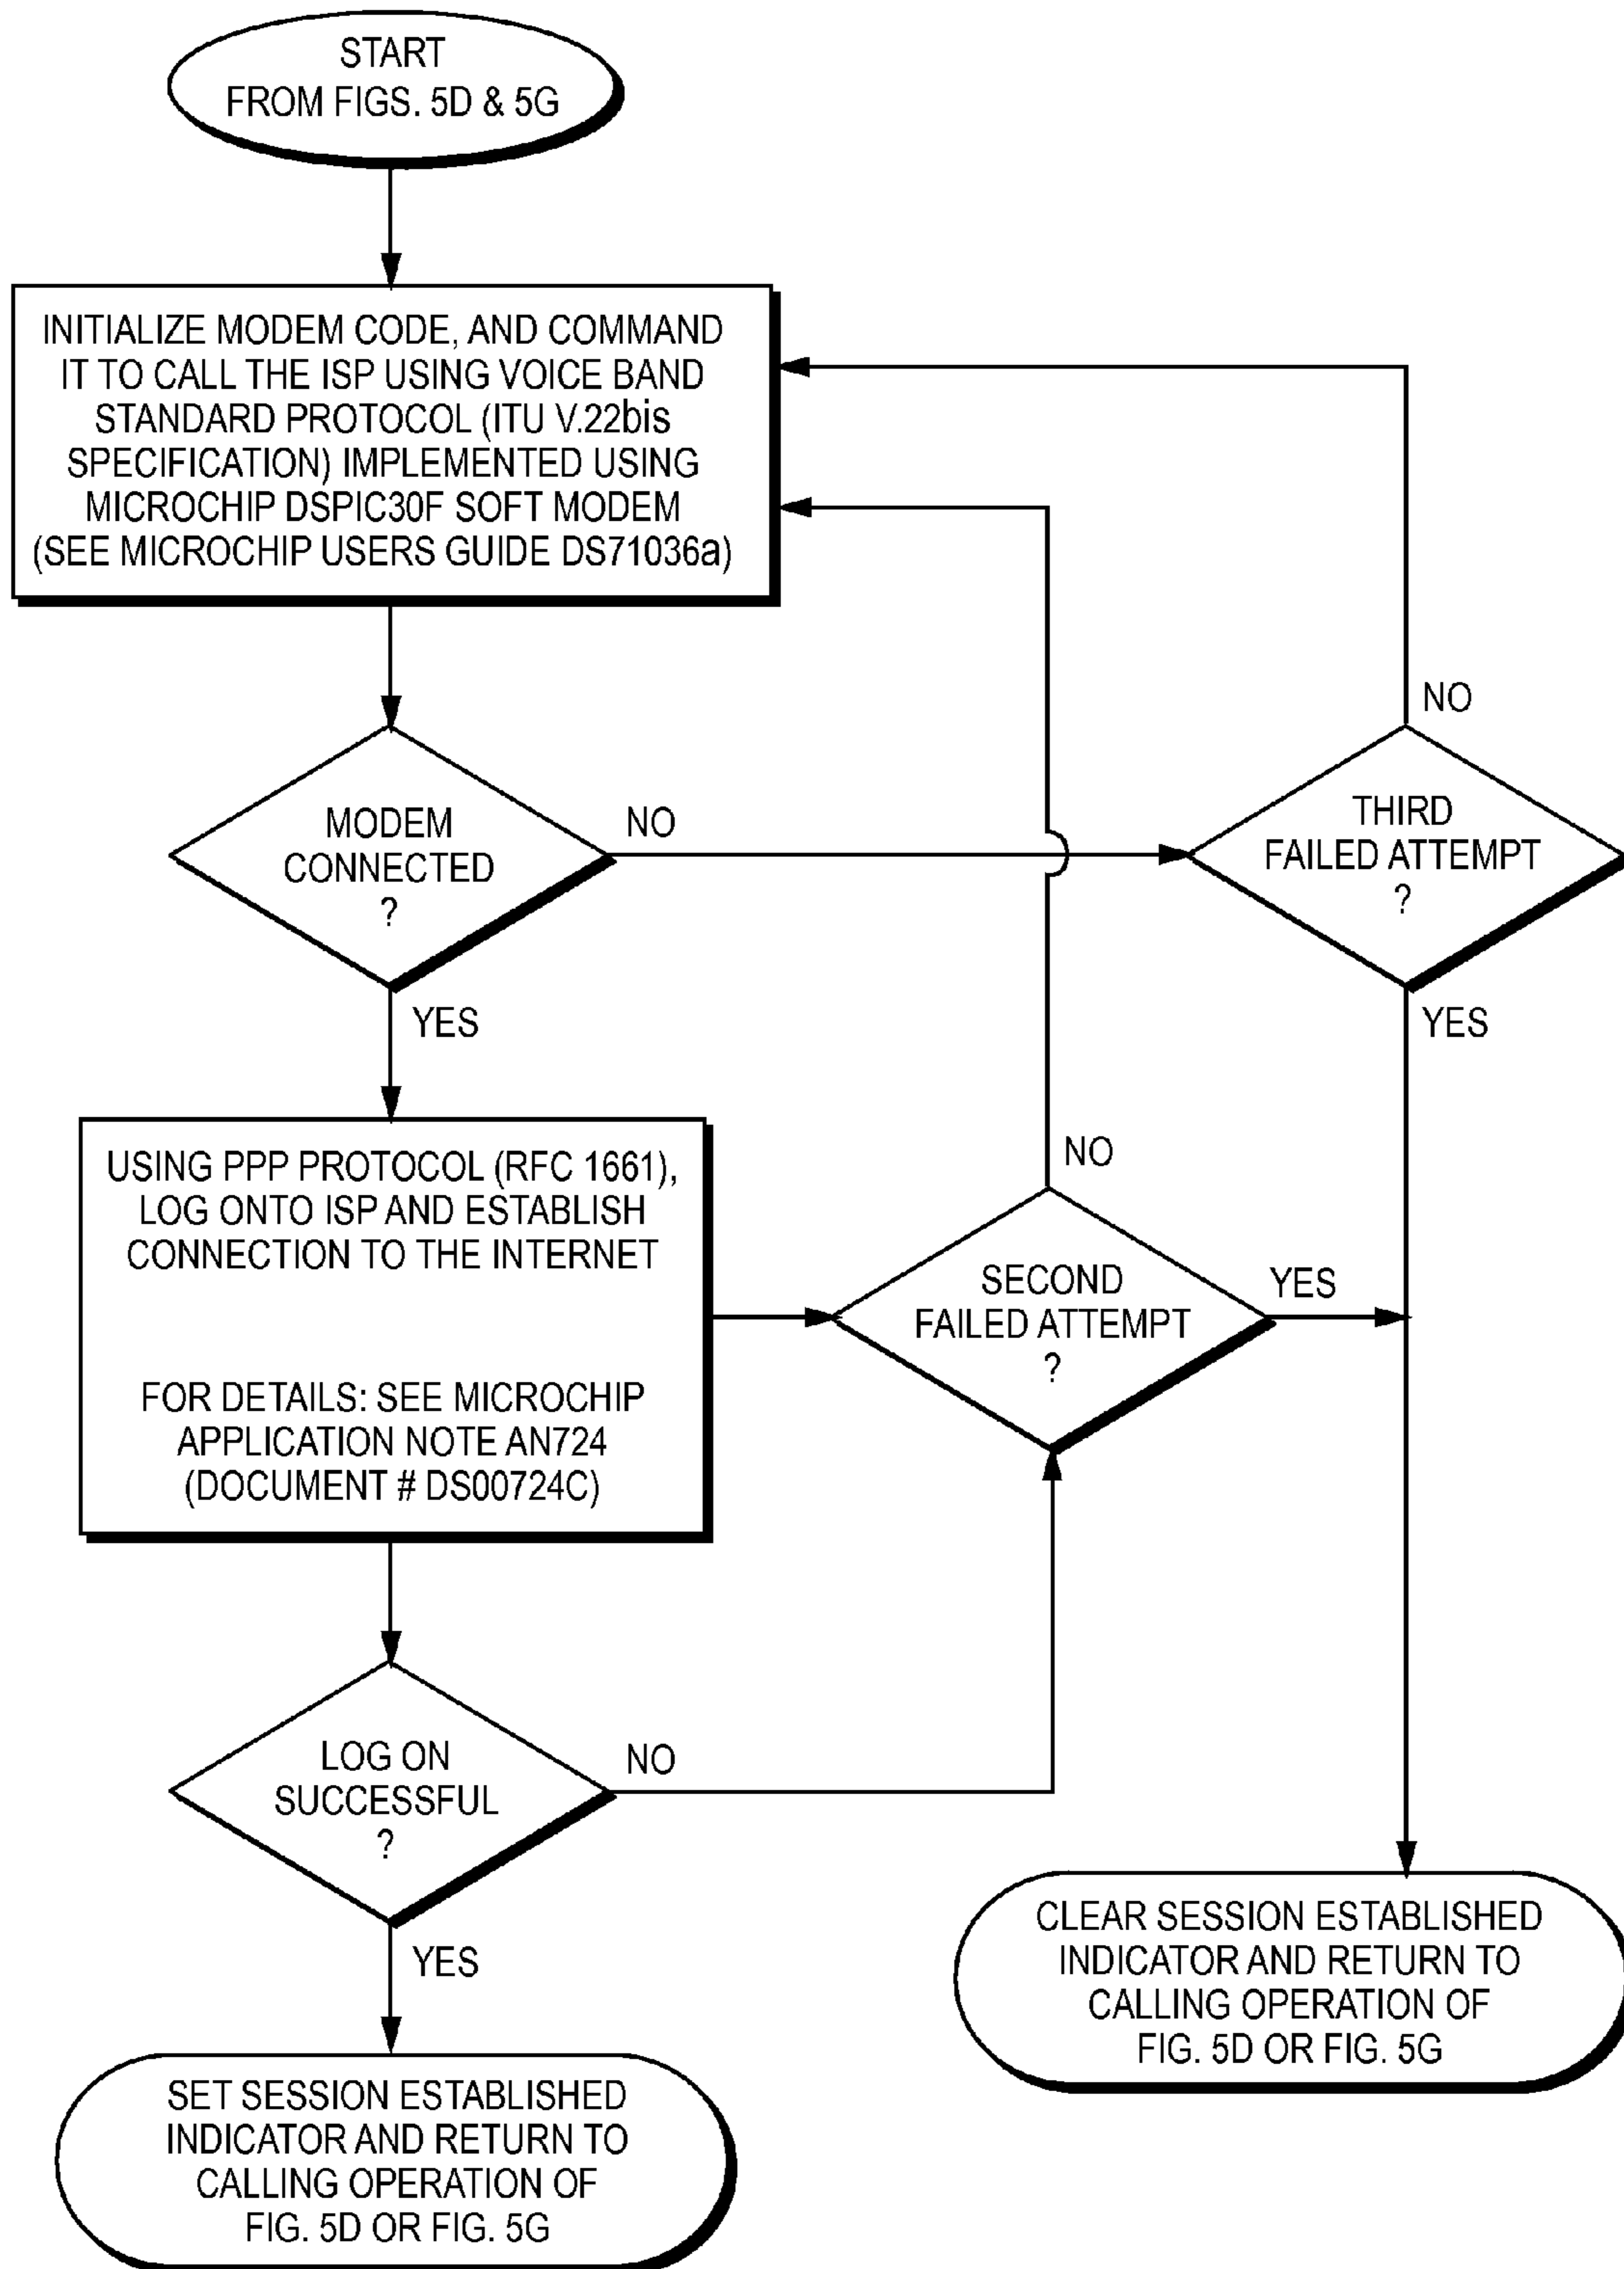 START
FROM FIGS. 5D & 5G
INITIALIZE MODEM CODE, AND COMMAND
IT TO CALL THE ISP USING VOICE BAND
STANDARD PROTOCOL (ITU V.22bis
SPECIFICATION) IMPLEMENTED USING
MICROCHIP DSPIC30F SOFT MODEM
(SEE MICROCHIP USERS GUIDE DS71036a)
NO
MODEM
CONNECTED
?
NO
THIRD
FAILED ATTEMPT
?
YES
YES
USING PPP PROTOCOL (RFC 1661),
LOG ONTO ISP AND ESTABLISH
CONNECTION TO THE INTERNET
FOR DETAILS: SEE MICROCHIP
APPLICATION NOTE AN724
(DOCUMENT # DS00724C)
NO
SECOND
FAILED ATTEMPT
?
YES
LOG ON
SUCCESSFUL
?
NO
YES
CLEAR SESSION ESTABLISHED
INDICATOR AND RETURN TO
CALLING OPERATION OF
FIG. 5D OR FIG. 5G
SET SESSION ESTABLISHED
INDICATOR AND RETURN TO
CALLING OPERATION OF
FIG. 5D OR FIG. 5G